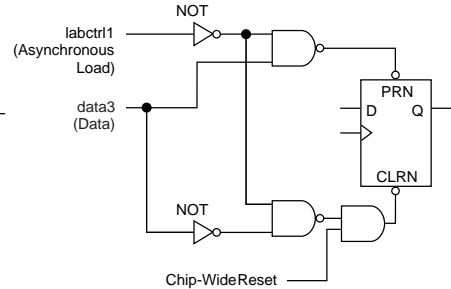 NOT
labctrl1
(Asynchronous
Load)
PRN
data3
(Data)
D Q
CLRN
NOT
Chip-WideReset